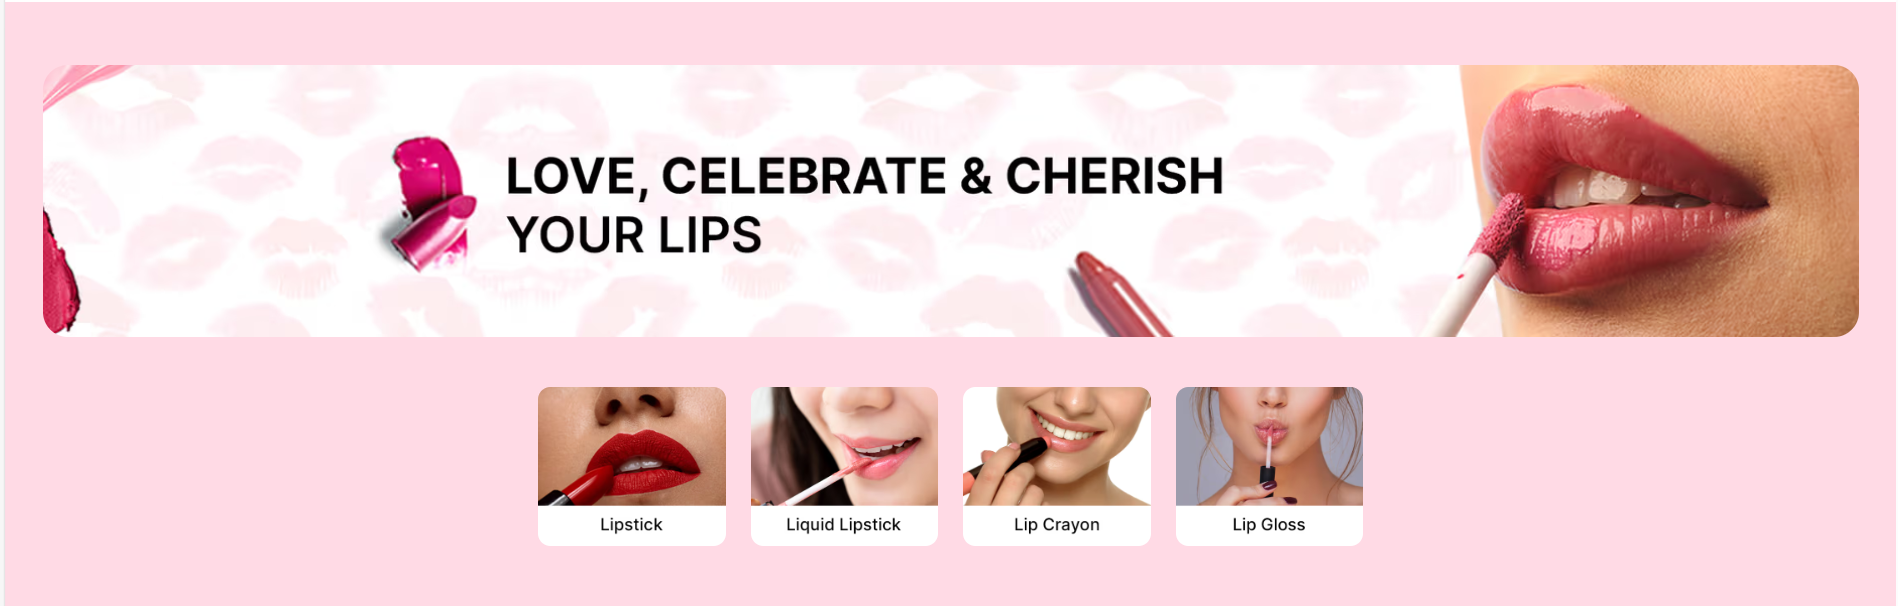 LOVE, CELEBRATE & CHERISH
YOUR LIPS
Lipstick
Liquid Lipstick
Lip Crayon
Lip Gloss